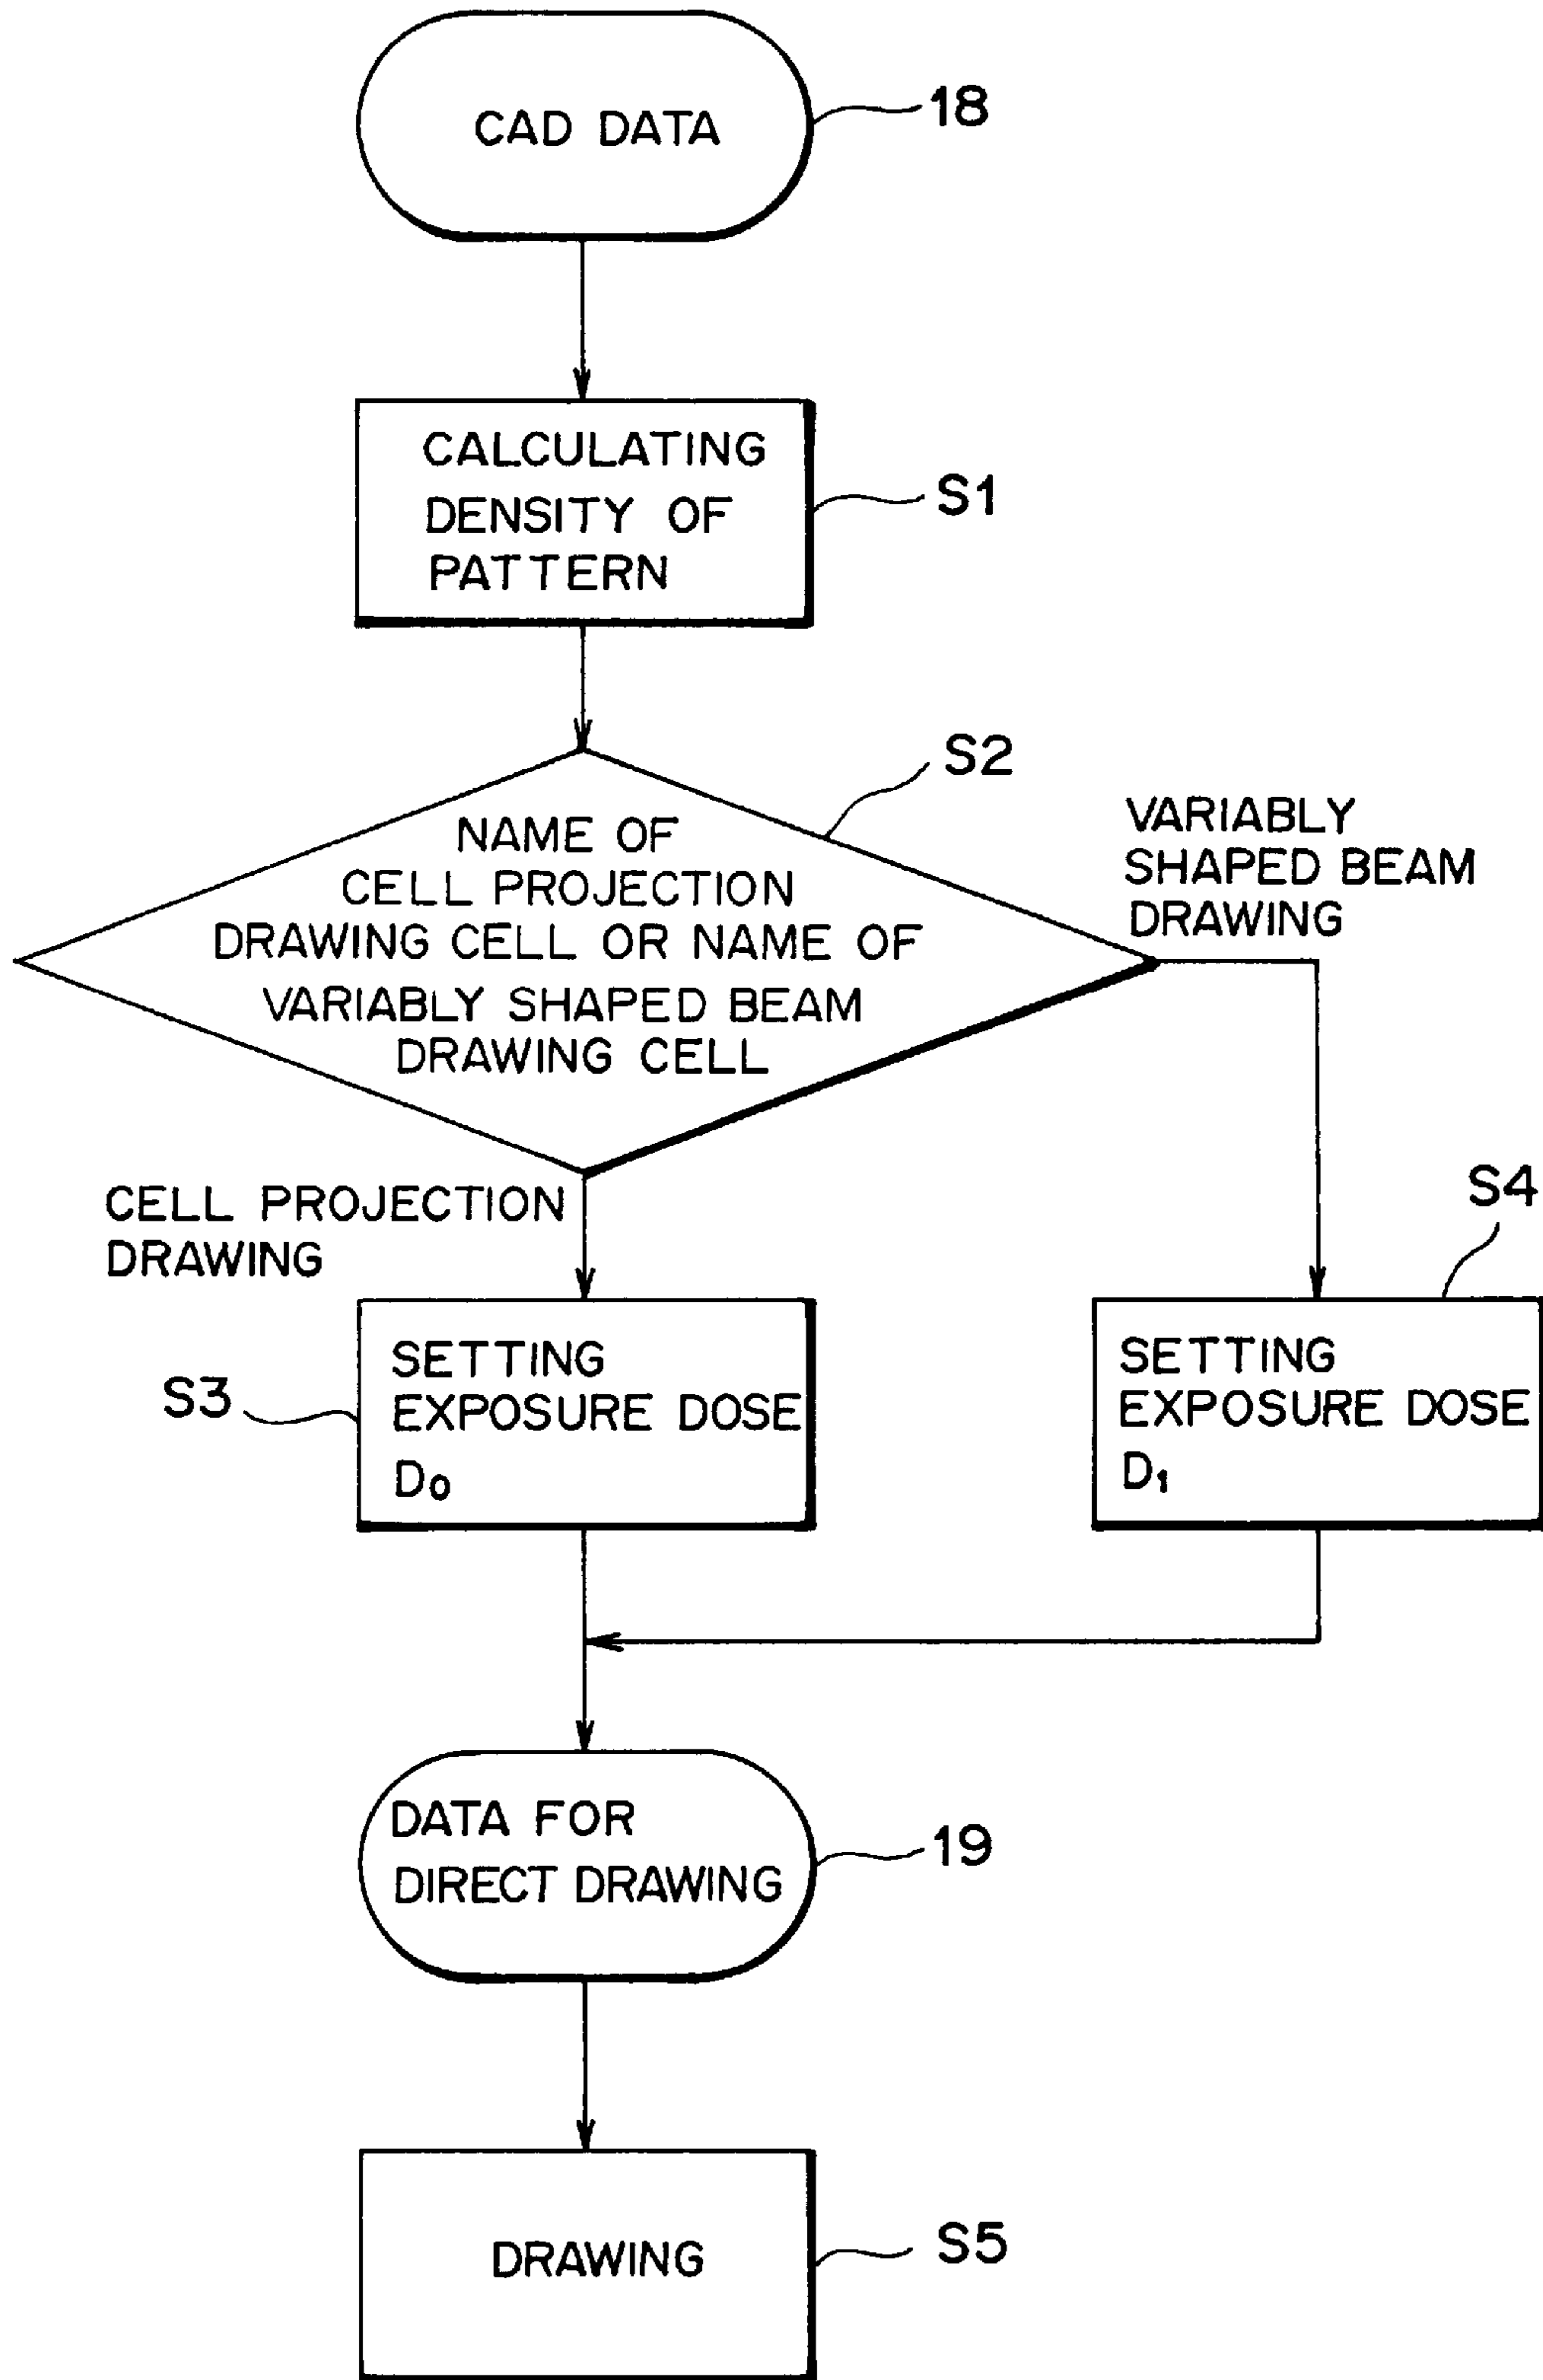 CAD DATA
18
CALCULATING
DENSITY OF
PATTERN
S1
S2
NAME OF
CELL PROJECTION
DRAWING CELL OR NAME OF
VARIABLY SHAPED BEAM
DRAWING CELL
VARIABLY
SHAPED BEAM
DRAWING
CELL PROJECTION
DRAWING
S3
SETTING
EXPOSURE DOSE
D₀
S4
SETTING
EXPOSURE DOSE
D₁
DATA FOR
DIRECT DRAWING
19
DRAWING
S5